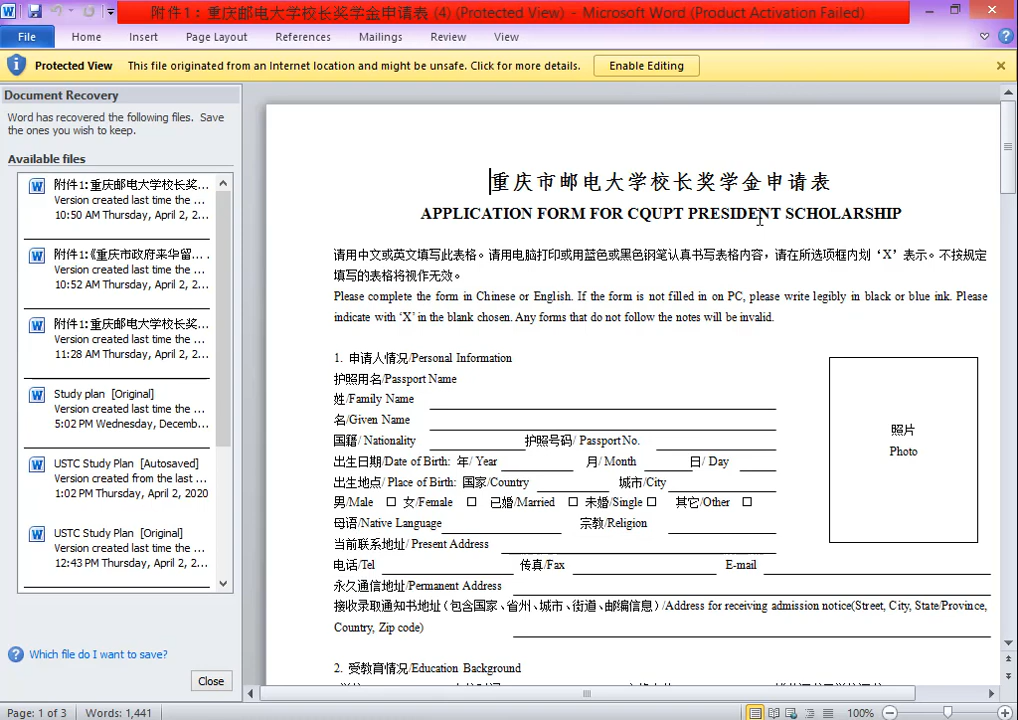 附件1：重庆邮电大学校长奖学金申请表 (4) (Protected View) - Microsoft Word (Product Activation Failed)
File Home Insert Page Layout References Mailings Review View
Protected View This file originated from an Internet location and might be unsafe. Click for more details. Enable Editing
Document Recovery
Word has recovered the following files. Save
the ones you wish to keep.
Available files
附件1:重庆邮电大学校长奖...
Version created last time the ...
10:50 AM Thursday, April 2, 2...
附件1:《重庆市政府来华留...
Version created last time the ...
10:52 AM Thursday, April 2, 2...
附件1:重庆邮电大学校长奖...
Version created last time the ...
11:28 AM Thursday, April 2, 2...
Study plan [Original]
Version created last time the ...
5:02 PM Wednesday, Decemb...
USTC Study Plan [Autosaved]
Version created from the last ...
1:02 PM Thursday, April 2, 2020
USTC Study Plan [Original]
Version created last time the ...
12:43 PM Thursday, April 2, 2...
Which file do I want to save?
Close
重庆市邮电大学校长奖学金申请表
APPLICATION FORM FOR CQUPT PRESIDENT SCHOLARSHIP
请用中文或英文填写此表格。请用电脑打印或用蓝色或黑色钢笔认真书写表格内容，请在所选项框内划‘X’表示。不按规定
填写的表格将视作无效。
Please complete the form in Chinese or English. If the form is not filled in on PC, please write legibly in black or blue ink. Please
indicate with ‘X’ in the blank chosen. Any forms that do not follow the notes will be invalid.
1. 申请人情况/Personal Information
护照用名/Passport Name
姓/Family Name
名/Given Name
国籍/ Nationality 护照号码/ Passport No.
出生日期/Date of Birth: 年/ Year 月/ Month 日/ Day
出生地点/ Place of Birth: 国家/Country 城市/City
男/Male □ 女/Female □ 已婚/Married □ 未婚/Single □ 其它/Other □
母语/Native Language 宗教/Religion
当前联系地址/ Present Address
电话/Tel 传真/Fax E-mail
永久通信地址/Permanent Address
接收录取通知书地址（包含国家、省州、城市、街道、邮编信息）/Address for receiving admission notice(Street, City, State/Province,
Country, Zip code)
照片
Photo
2. 受教育情况/Education Background
Page: 1 of 3 Words: 1,441 100%